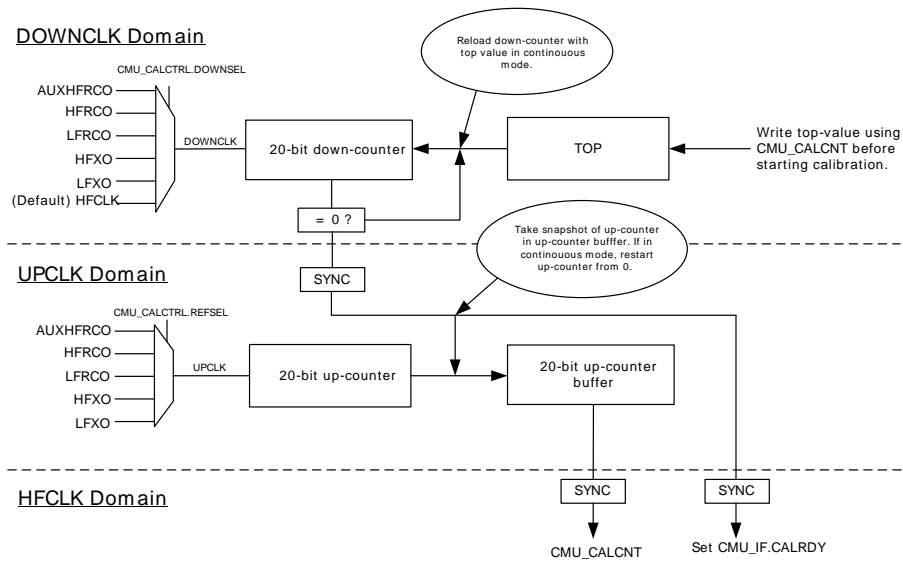 DOWNCLK Domain
CMU_CALCTRL.DOWNSEL
AUXHFRCO
HFRCO
LFRCO
HFXO
LFXO
(Default) HFCLK
DOWNCLK
20-bit down-counter
Reload down-counter with
top value in continouous
mode.
TOP
Write top-value using
CMU_CALCNT before
starting calibration.
= 0 ?
SYNC
Take snapshot of up-counter
in up-counter bufffer. If in
continouous mode, restart
up-counter from 0.
UPCLK Domain
CMU_CALCTRL.REFSEL
AUXHFRCO
HFRCO
LFRCO
HFXO
LFXO
UPCLK
20-bit up-counter
20-bit up-counter
buffer
HFCLK Domain
SYNC
SYNC
CMU_CALCNT
Set CMU_IF.CALRDY